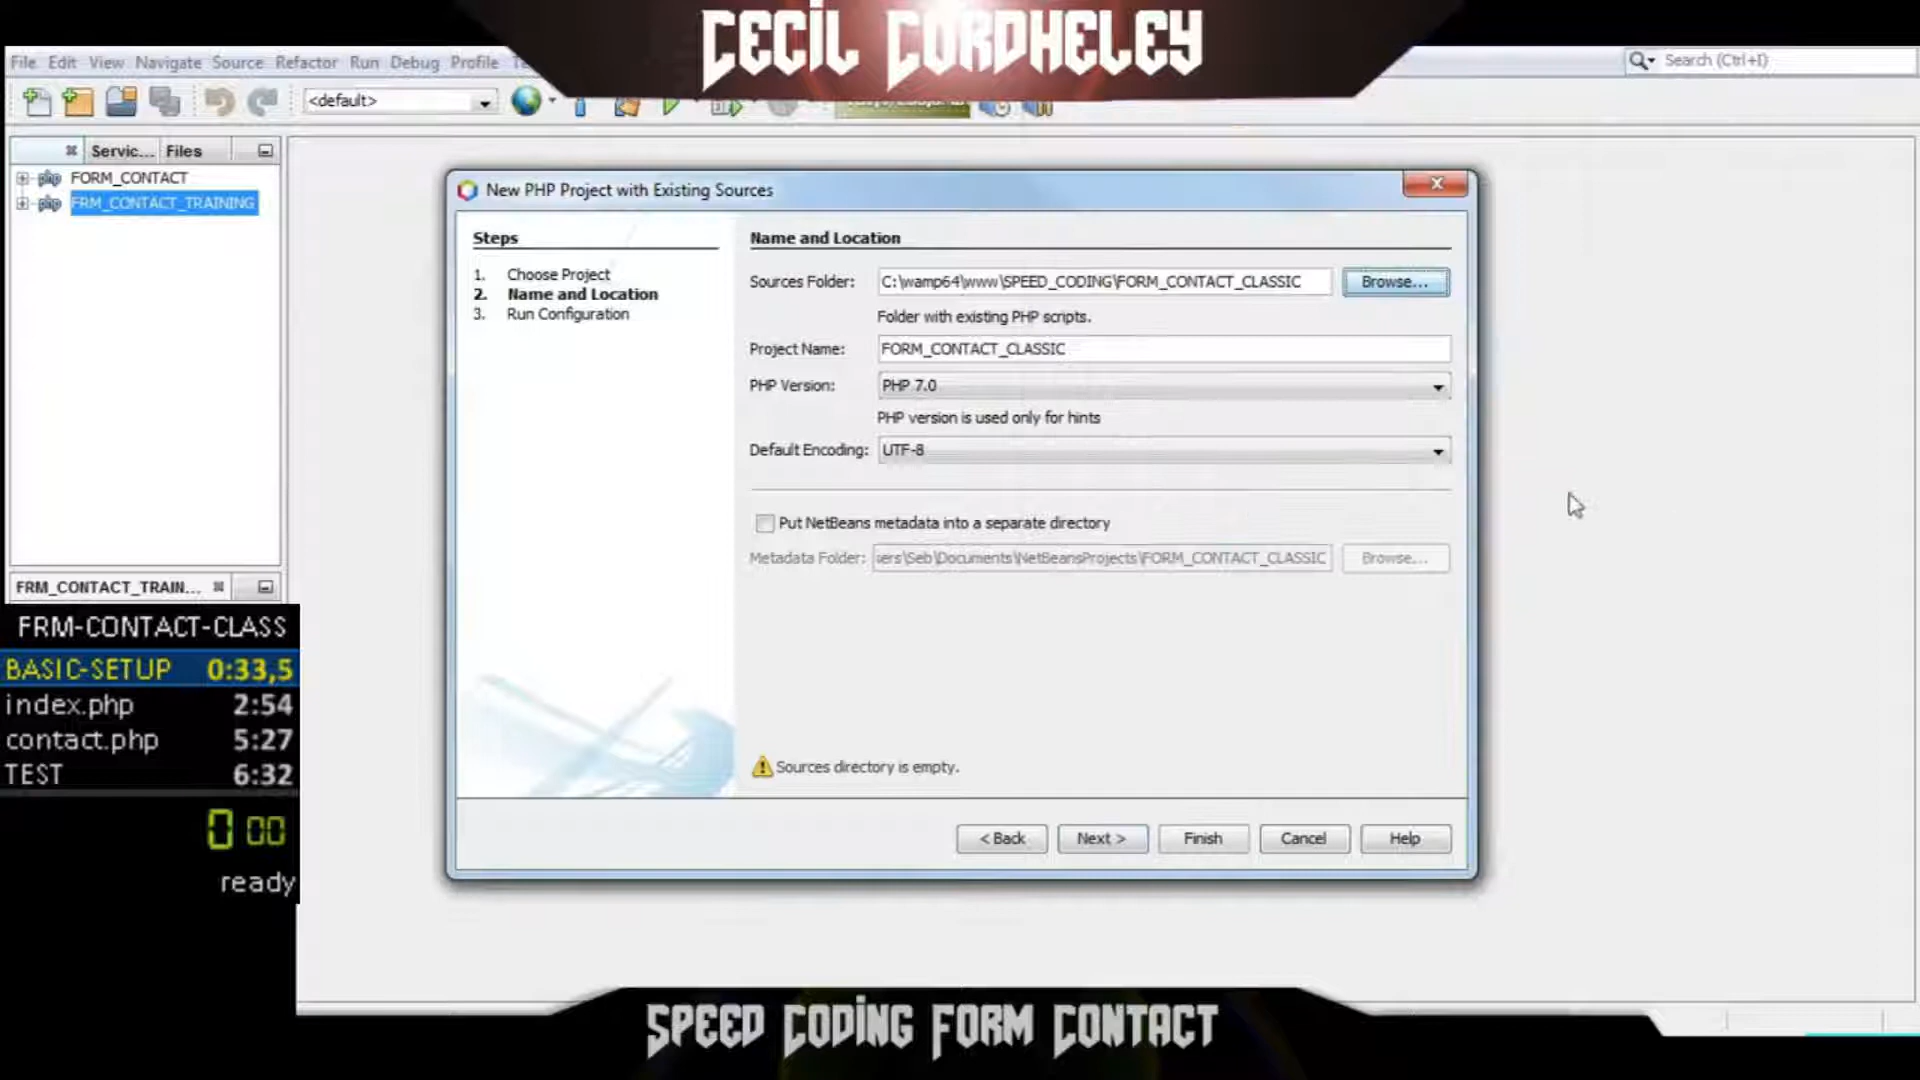 CECIL CORDHELEY
File Edit View Navigate Source Refactor Run Debug Profile
Search (Ctrl+I)
<default>
Servic... Files
FORM_CONTACT
FRM_CONTACT_TRAINING
New PHP Project with Existing Sources
Steps
1. Choose Project
2. Name and Location
3. Run Configuration
Name and Location
Sources Folder: C:\wamp64\www\SPEED_CODING\FORM_CONTACT_CLASSIC Browse...
Folder with existing PHP scripts.
Project Name: FORM_CONTACT_CLASSIC
PHP Version: PHP 7.0
PHP version is used only for hints
Default Encoding: UTF-8
Put NetBeans metadata into a separate directory
Metadata Folder: sers\Seb\Documents\NetBeansProjects\FORM_CONTACT_CLASSIC Browse...
Sources directory is empty.
< Back Next > Finish Cancel Help
FRM_CONTACT_TRAIN...
FRM-CONTACT-CLASS
BASIC-SETUP 0:33,5
index.php 2:54
contact.php 5:27
TEST 6:32
0 00
ready
SPEED CODING FORM CONTACT